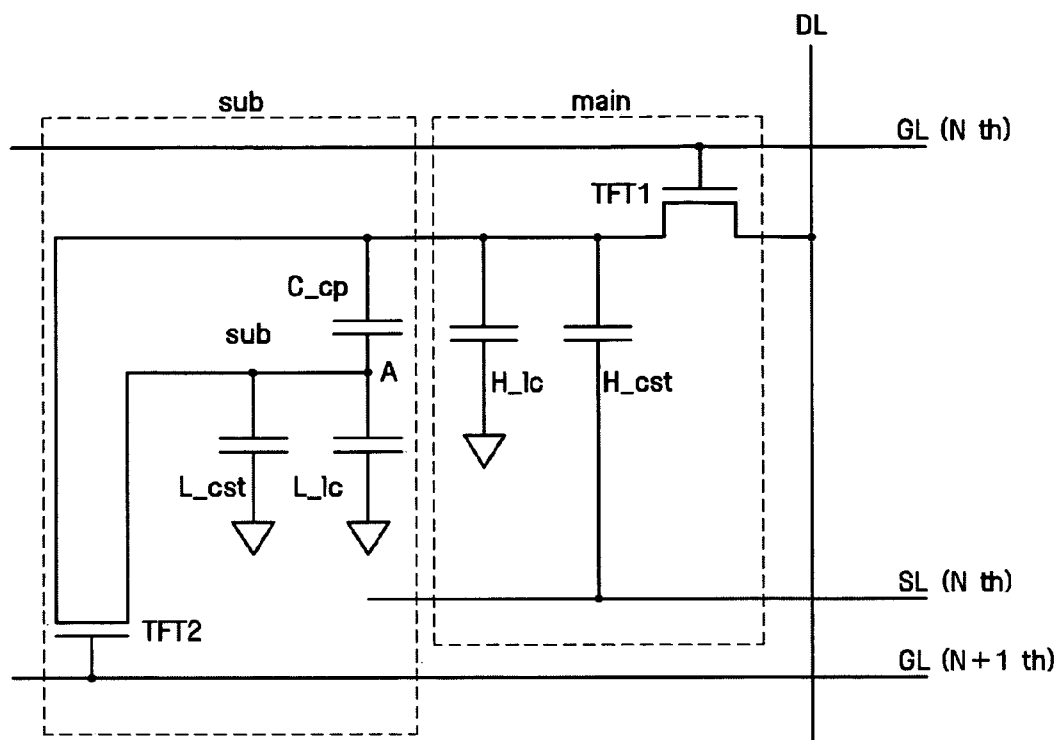 DL
sub
main
GL (N th)
TFT1
C_cp
sub
A
H_lc
H_cst
L_cst
L_lc
SL (N th)
TFT2
GL (N+1 th)